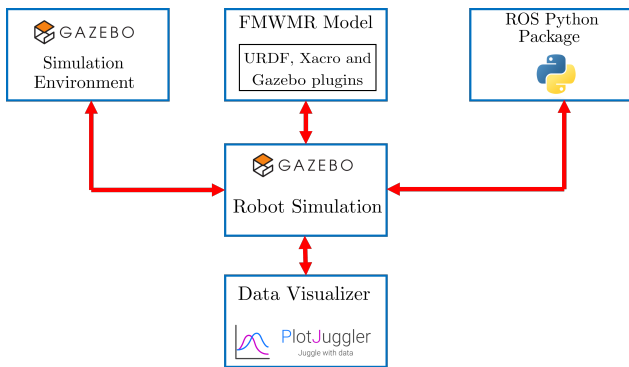 GAZEBO
Simulation
Environment
FMWMR Model
URDF, Xacro and
Gazebo plugins
ROS Python
Package
GAZEBO
Robot Simulation
Data Visualizer
PlotJuggler
Juggle with data